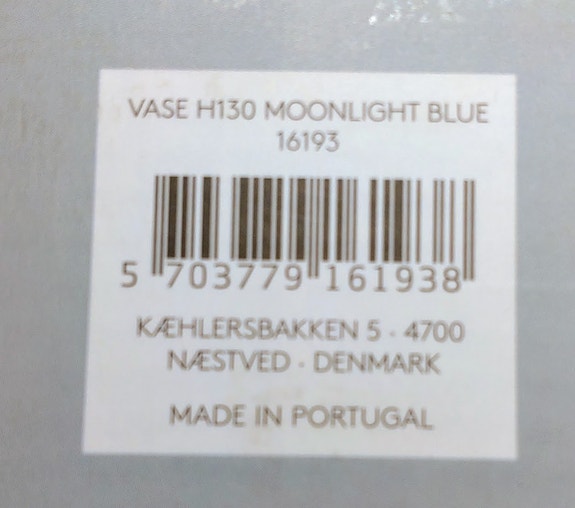 VASE H130 MOONLIGHT BLUE
16193
5 703779 161938
KÆHLERSBAKKEN 5 · 4700
NÆSTVED · DENMARK
MADE IN PORTUGAL